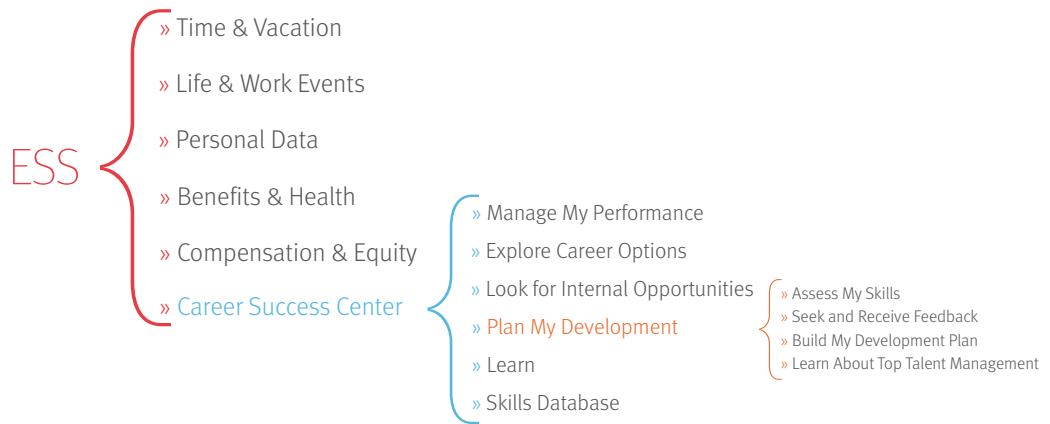 ESS
» Time & Vacation
» Life & Work Events
» Personal Data
» Benefits & Health
» Compensation & Equity
» Career Success Center
» Manage My Performance
» Explore Career Options
» Look for Internal Opportunities
» Plan My Development
» Learn
» Skills Database
» Assess My Skills
» Seek and Receive Feedback
» Build My Development Plan
» Learn About Top Talent Management